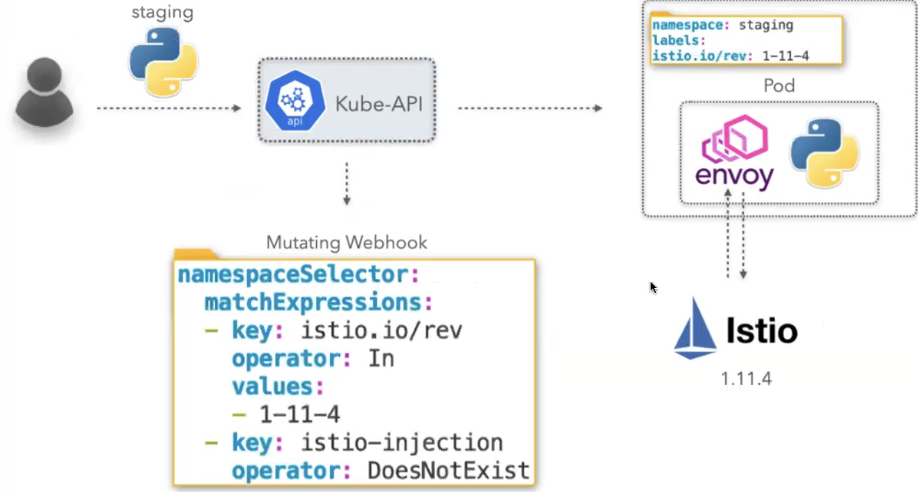 staging
api
Kube-API
namespace: staging
labels:
istio.io/rev: 1-11-4
Pod
envoy
Mutating Webhook
namespaceSelector:
matchExpressions:
- key: istio.io/rev
operator: In
values:
- 1-11-4
- key: istio-injection
operator: DoesNotExist
Istio
1.11.4